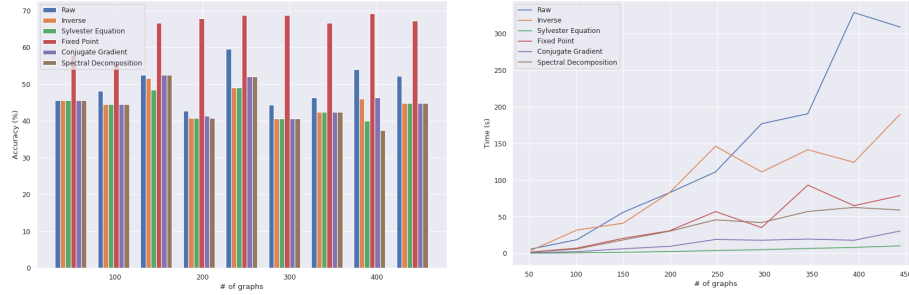 Raw
Inverse
Sylvester Equation
Fixed Point
Conjugate Gradient
Spectral Decomposition
70
60
50
40
30
20
10
0
Accuracy (%)
100
200
300
400
# of graphs
Raw
Inverse
Sylvester Equation
Fixed Point
Conjugate Gradient
Spectral Decomposition
300
250
200
150
100
50
0
Time (s)
50
100
150
200
250
300
350
400
450
# of graphs